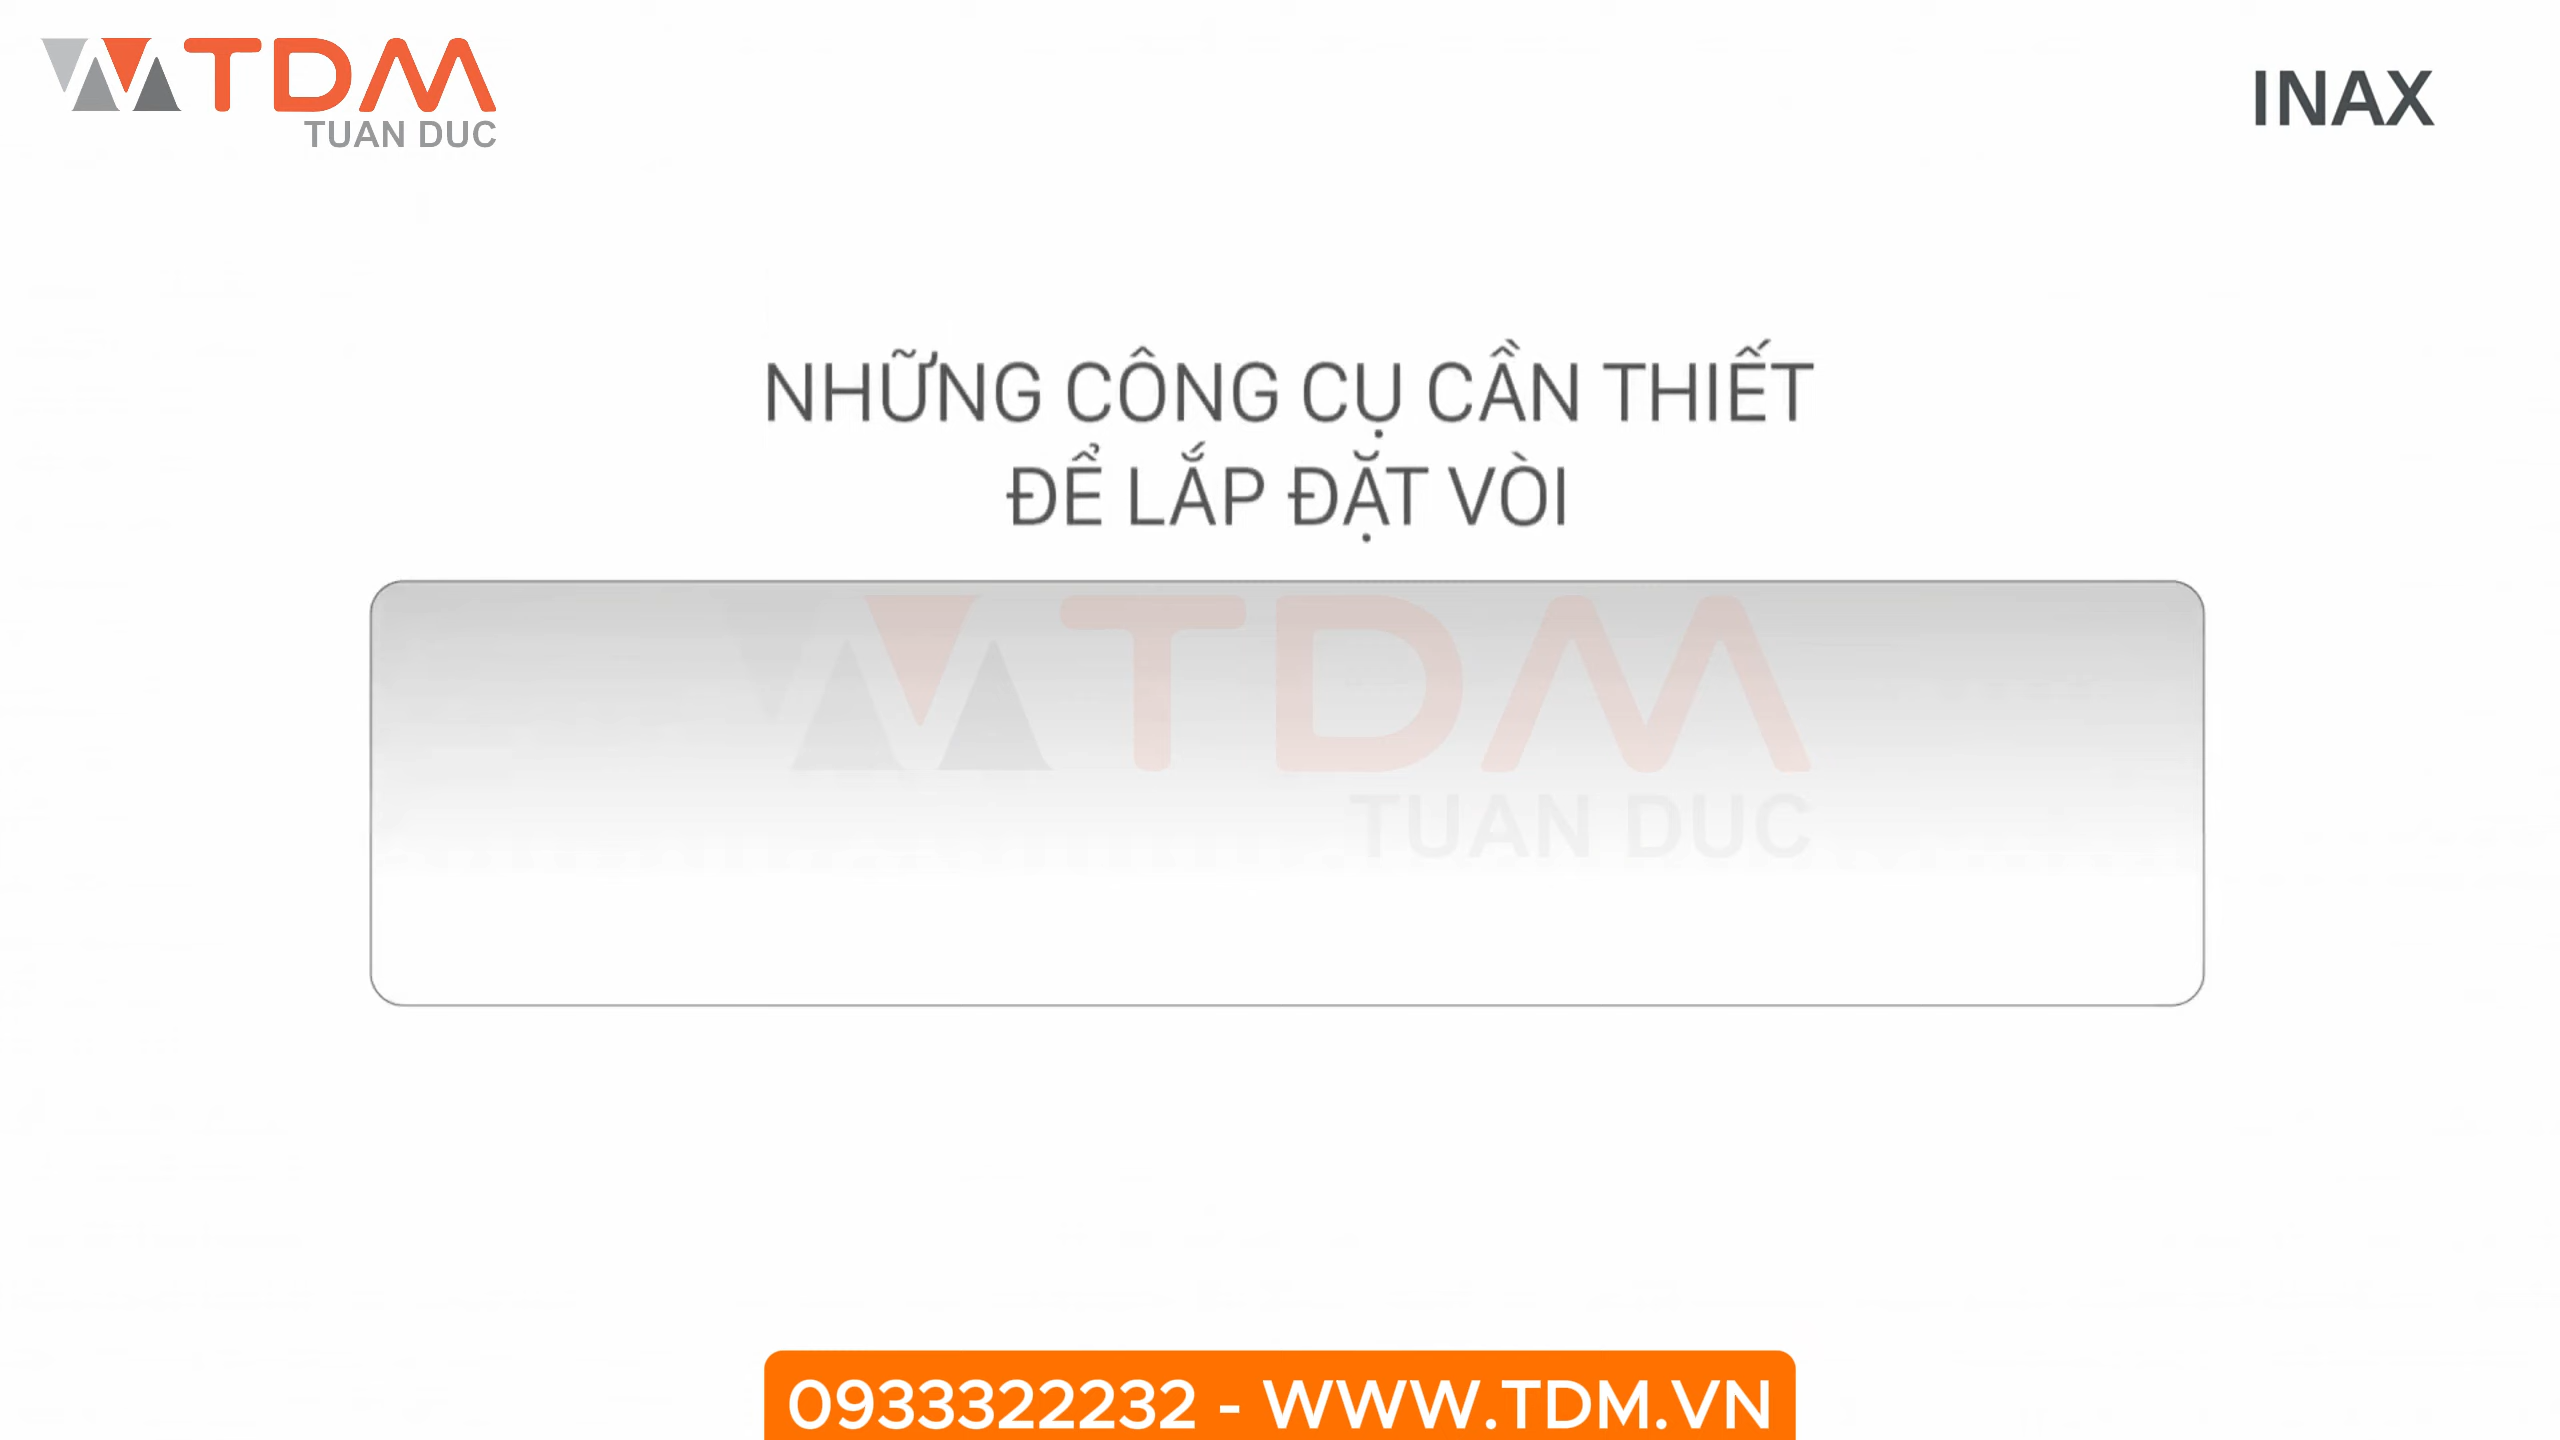 TDM
TUAN DUC
INAX
NHỮNG CÔNG CỤ CẦN THIẾT
ĐỂ LẮP ĐẶT VÒI
TDM
TUAN DUC
0933322232 - WWW.TDM.VN